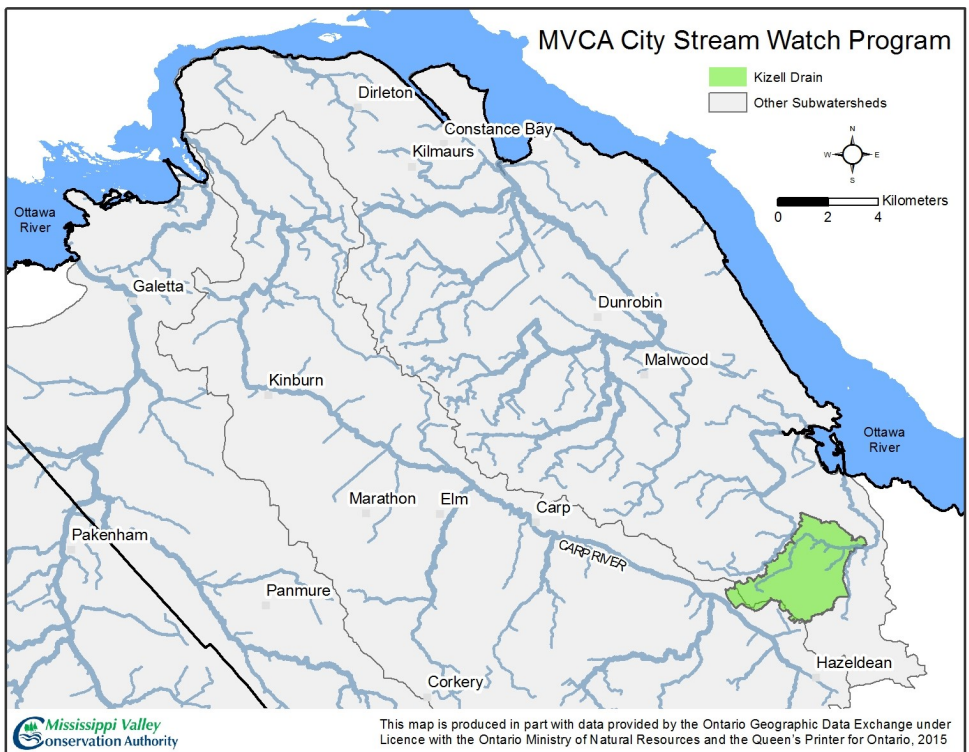 MVCA City Stream Watch Program
Kizell Drain
Other Subwatersheds
N
W
E
S
Kilometers
0
2
4
Dirleton
Constance Bay
Kilmaurs
Ottawa
River
Galetta
Dunrobin
Malwood
Kinburn
Ottawa
River
Marathon
Elm
Carp
CARP RIVER
Pakenham
Panmure
Hazeldean
Corkery
Mississippi Valley
Conservation Authority
This map is produced in part with data provided by the Ontario Geographic Data Exchange under
Licence with the Ontario Ministry of Natural Resources and the Queen's Printer for Ontario, 2015